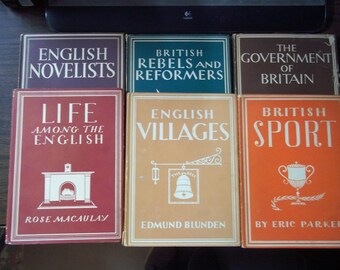 ENGLISH
NOVELISTS
BRITISH
REBELS AND
REFORMERS
THE
GOVERNMENT
OF
BRITAIN
LIFE
AMONG THE
ENGLISH
ROSE MACAULAY
ENGLISH
VILLAGES
EDMUND BLUNDEN
BRITISH
SPORT
BY ERIC PARKER